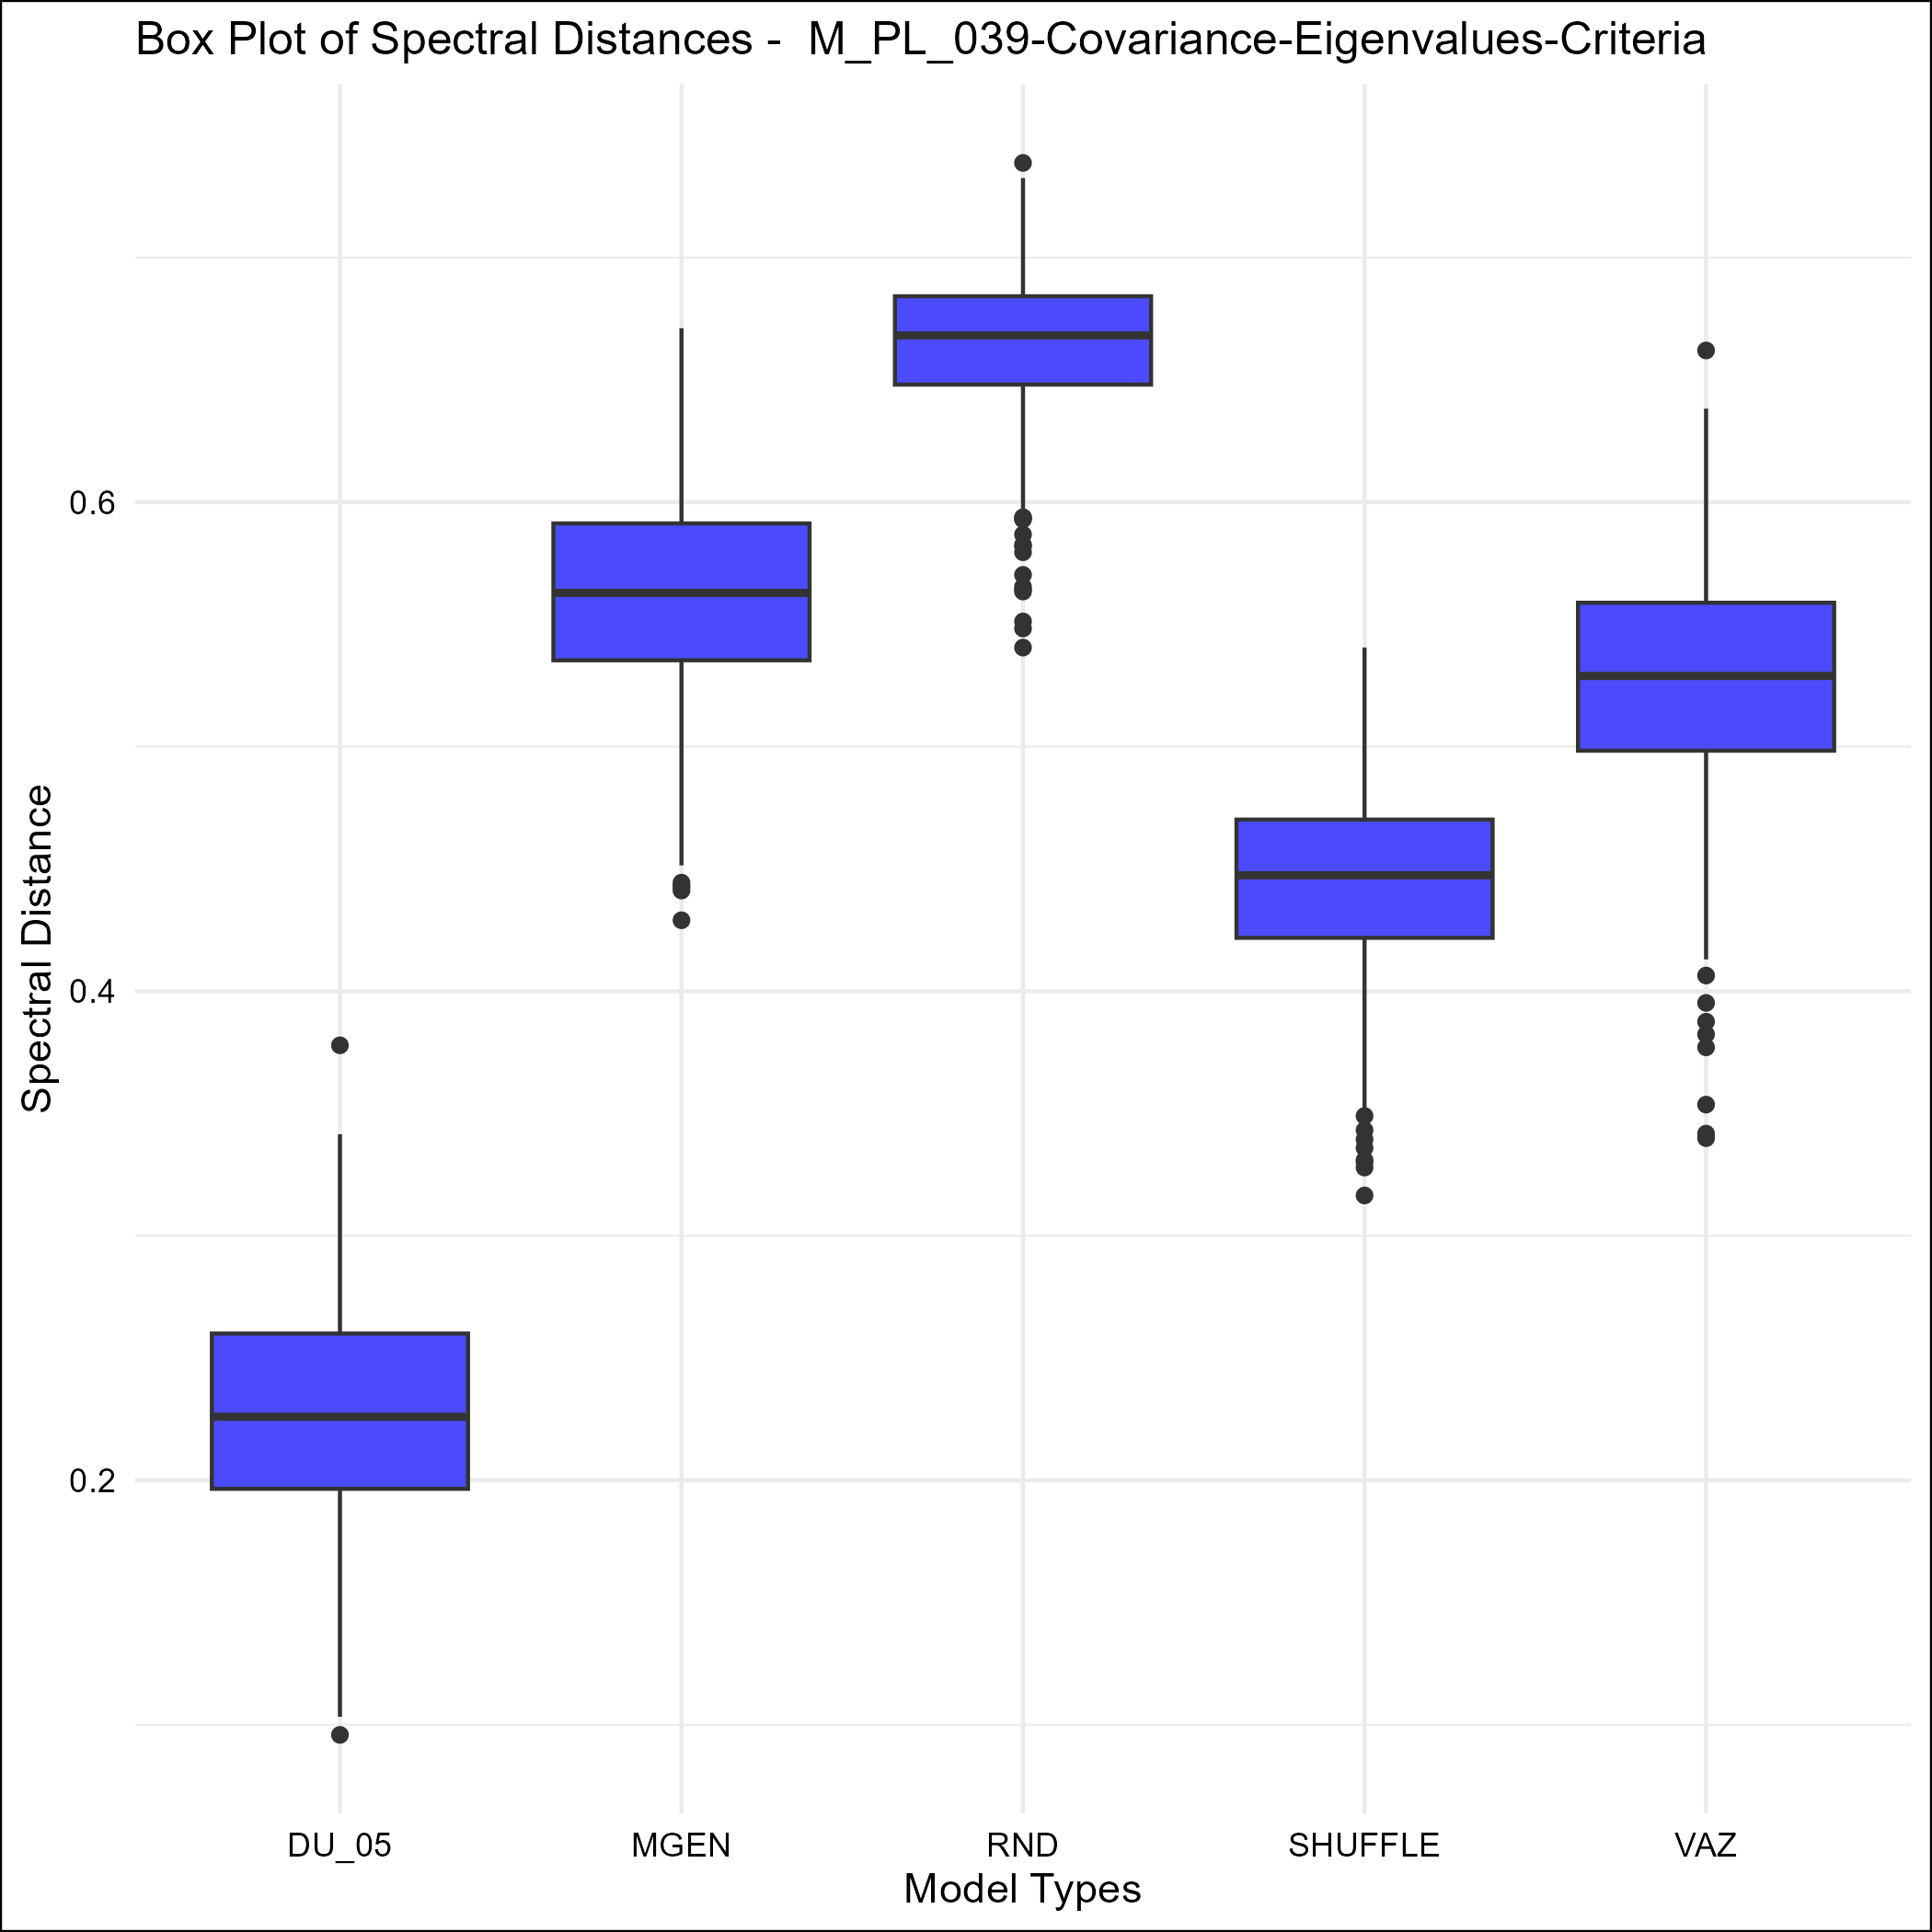 Box Plot of Spectral Distances -  M_PL_039-Covariance-Eigenvalues-Criteria
Spectral Distance
0.6
0.4
0.2
DU_05 MGEN RND SHUFFLE VAZ
Model Types